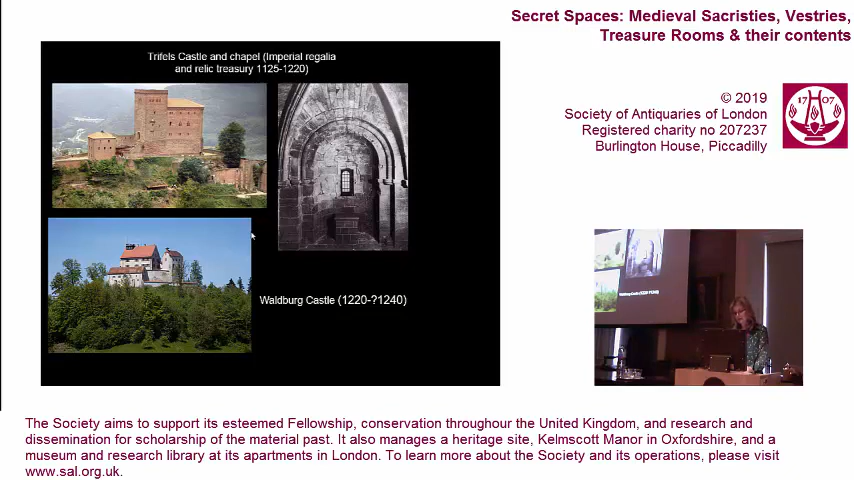 Secret Spaces: Medieval Sacristies, Vestries,
Treasure Rooms & their contents
Trifels Castle and chapel (Imperial regalia
and relic treasury 1125-1220)
© 2019
Society of Antiquaries of London
Registered charity no 207237
Burlington House, Piccadilly
17 07
Waldburg Castle (1220-?1240)
Waldburg Castle (1220-?1240)
The Society aims to support its esteemed Fellowship, conservation throughour the United Kingdom, and research and
dissemination for scholarship of the material past. It also manages a heritage site, Kelmscott Manor in Oxfordshire, and a
museum and research library at its apartments in London. To learn more about the Society and its operations, please visit
www.sal.org.uk.